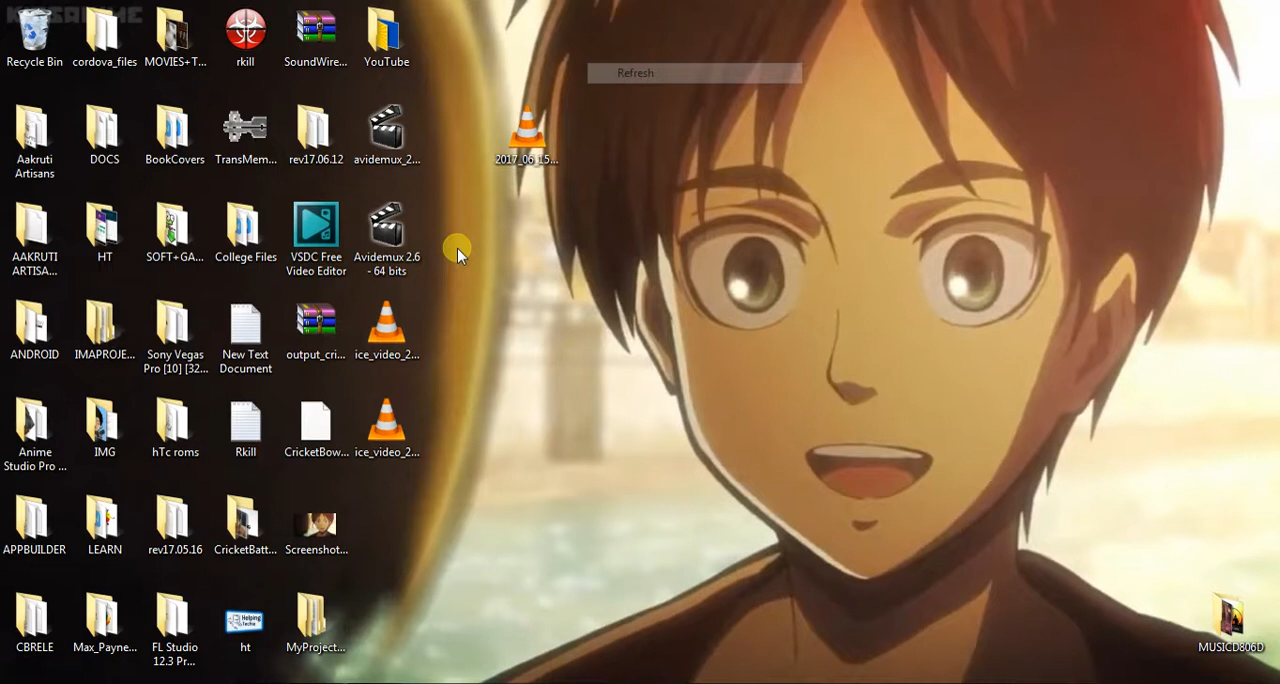 Recycle Bin
cordova_files
MOVIES+T...
rkill
SoundWire...
YouTube
Refresh
Aakruti
Artisans
DOCS
BookCovers
TransMem...
rev17.06.12
avidemux_2...
2017_06_15...
AAKRUTI
ARTISA...
HT
SOFT+GA...
College Files
VSDC Free
Video Editor
Avidemux 2.6
- 64 bits
ANDROID
IMAPROJE...
Sony Vegas
Pro [10] [32...
New Text
Document
output_cri...
ice_video_2...
Anime
Studio Pro ...
IMG
hTc roms
Rkill
CricketBow...
ice_video_2...
APPBUILDER
LEARN
rev17.05.16
CricketBatt...
Screenshot...
CBRELE
Max_Payne...
FL Studio
12.3 Pr...
Helping
ht
MyProject...
MUSICD806D